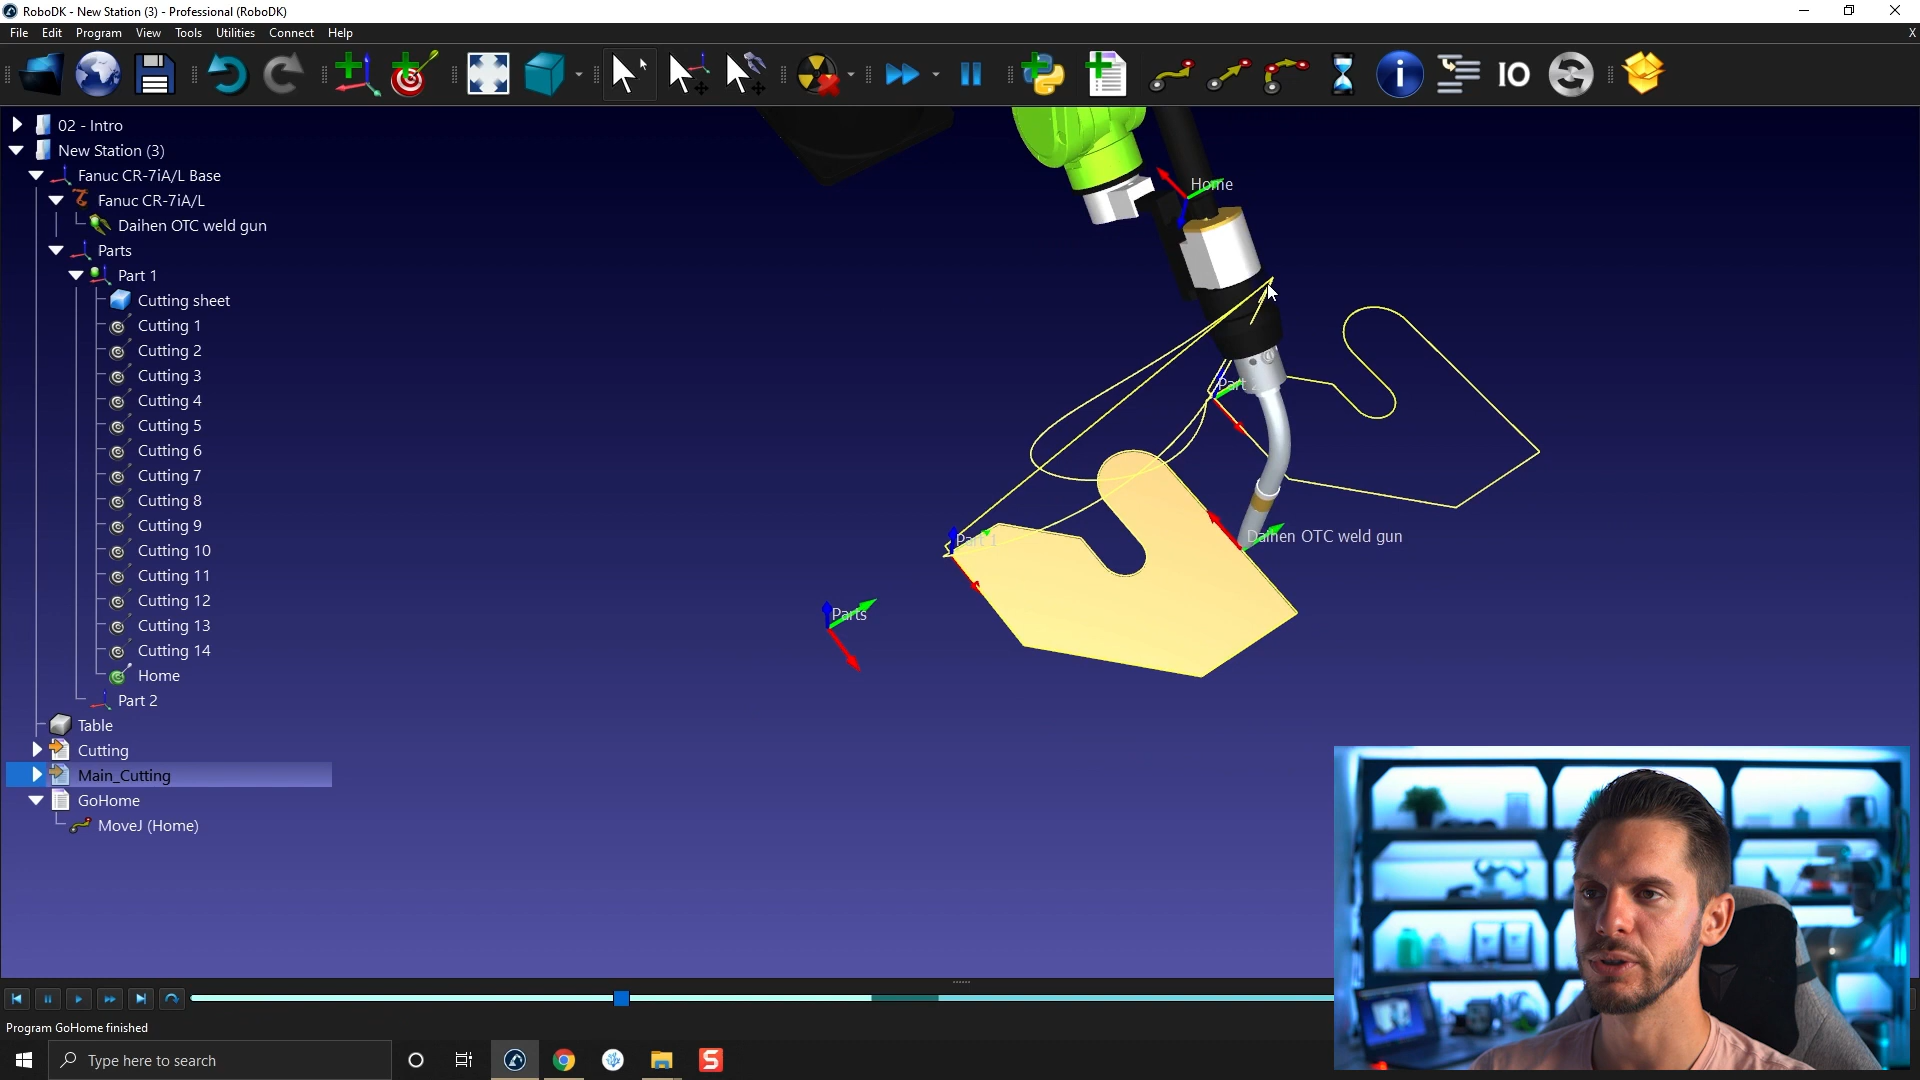 RoboDK - New Station (3) - Professional (RoboDK)
File Edit Program View Tools Utilities Connect Help
X
IO
02 - Intro
New Station (3)
Fanuc CR-7iA/L Base
Fanuc CR-7iA/L
Daihen OTC weld gun
Parts
Part 1
Cutting sheet
Cutting 1
Cutting 2
Cutting 3
Cutting 4
Cutting 5
Cutting 6
Cutting 7
Cutting 8
Cutting 9
Cutting 10
Cutting 11
Cutting 12
Cutting 13
Cutting 14
Home
Part 2
Table
Cutting
Main_Cutting
GoHome
MoveJ (Home)
Home
Part
Part 1
Daihen OTC weld gun
Parts
Program GoHome finished
Type here to search